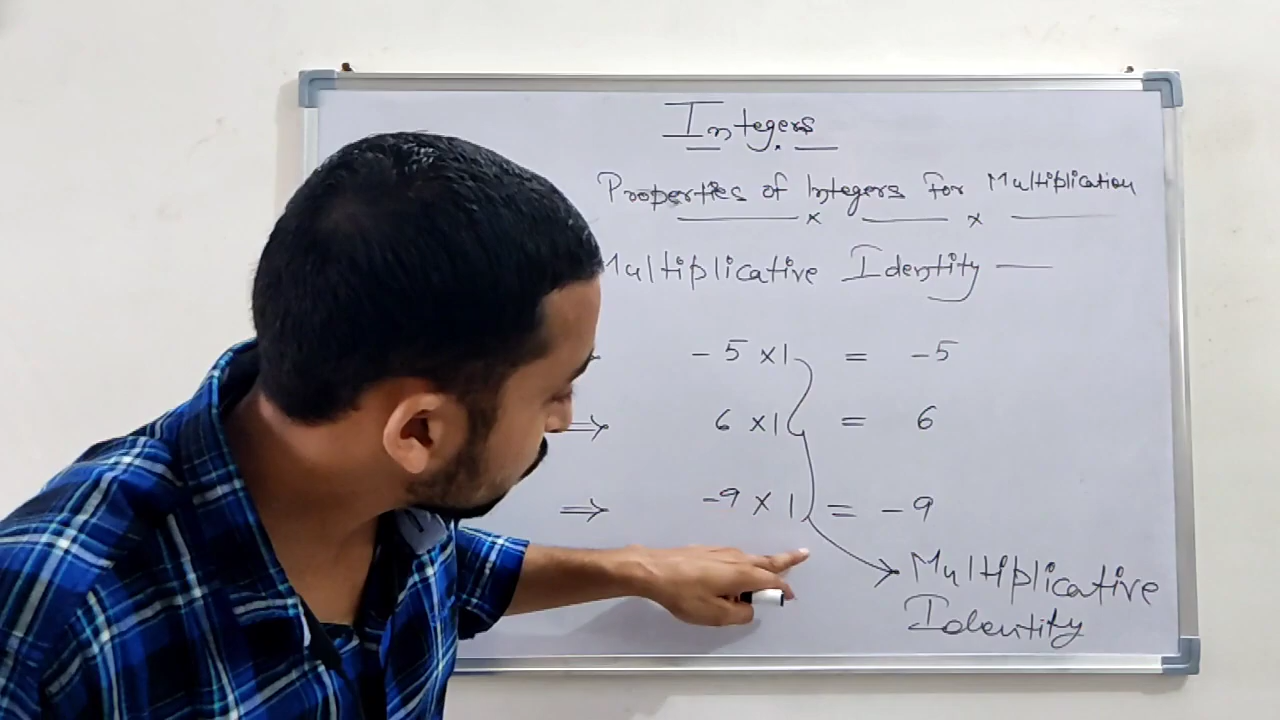 Integers
Properties of Integers for Multiplication
Multiplicative Identity —
- 5 × 1 = -5
⇒ 6 × 1 = 6
⇒ -9 × 1 = -9
Multiplicative
Identity